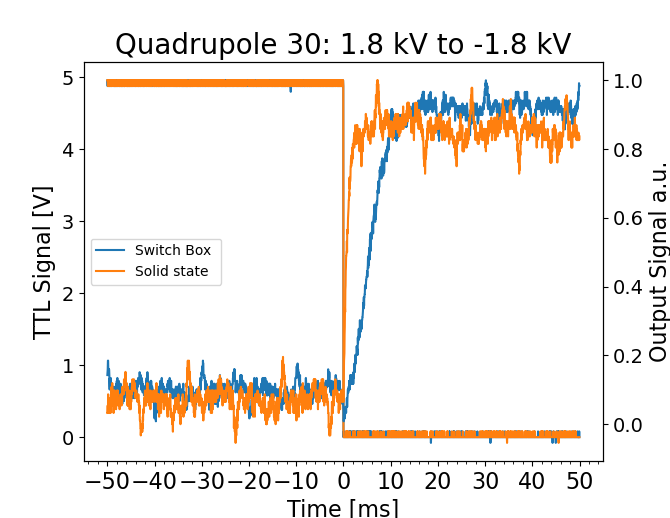 Quadrupole 30: 1.8 kV to -1.8 kV
TTL Signal [V]
5
4
3
2
1
0
Switch Box
Solid state
1.0
0.8
0.6
0.4
0.2
0.0
Output Signal a.u.
−50 −40 −30 −20 −10 0 10 20 30 40 50
Time [ms]